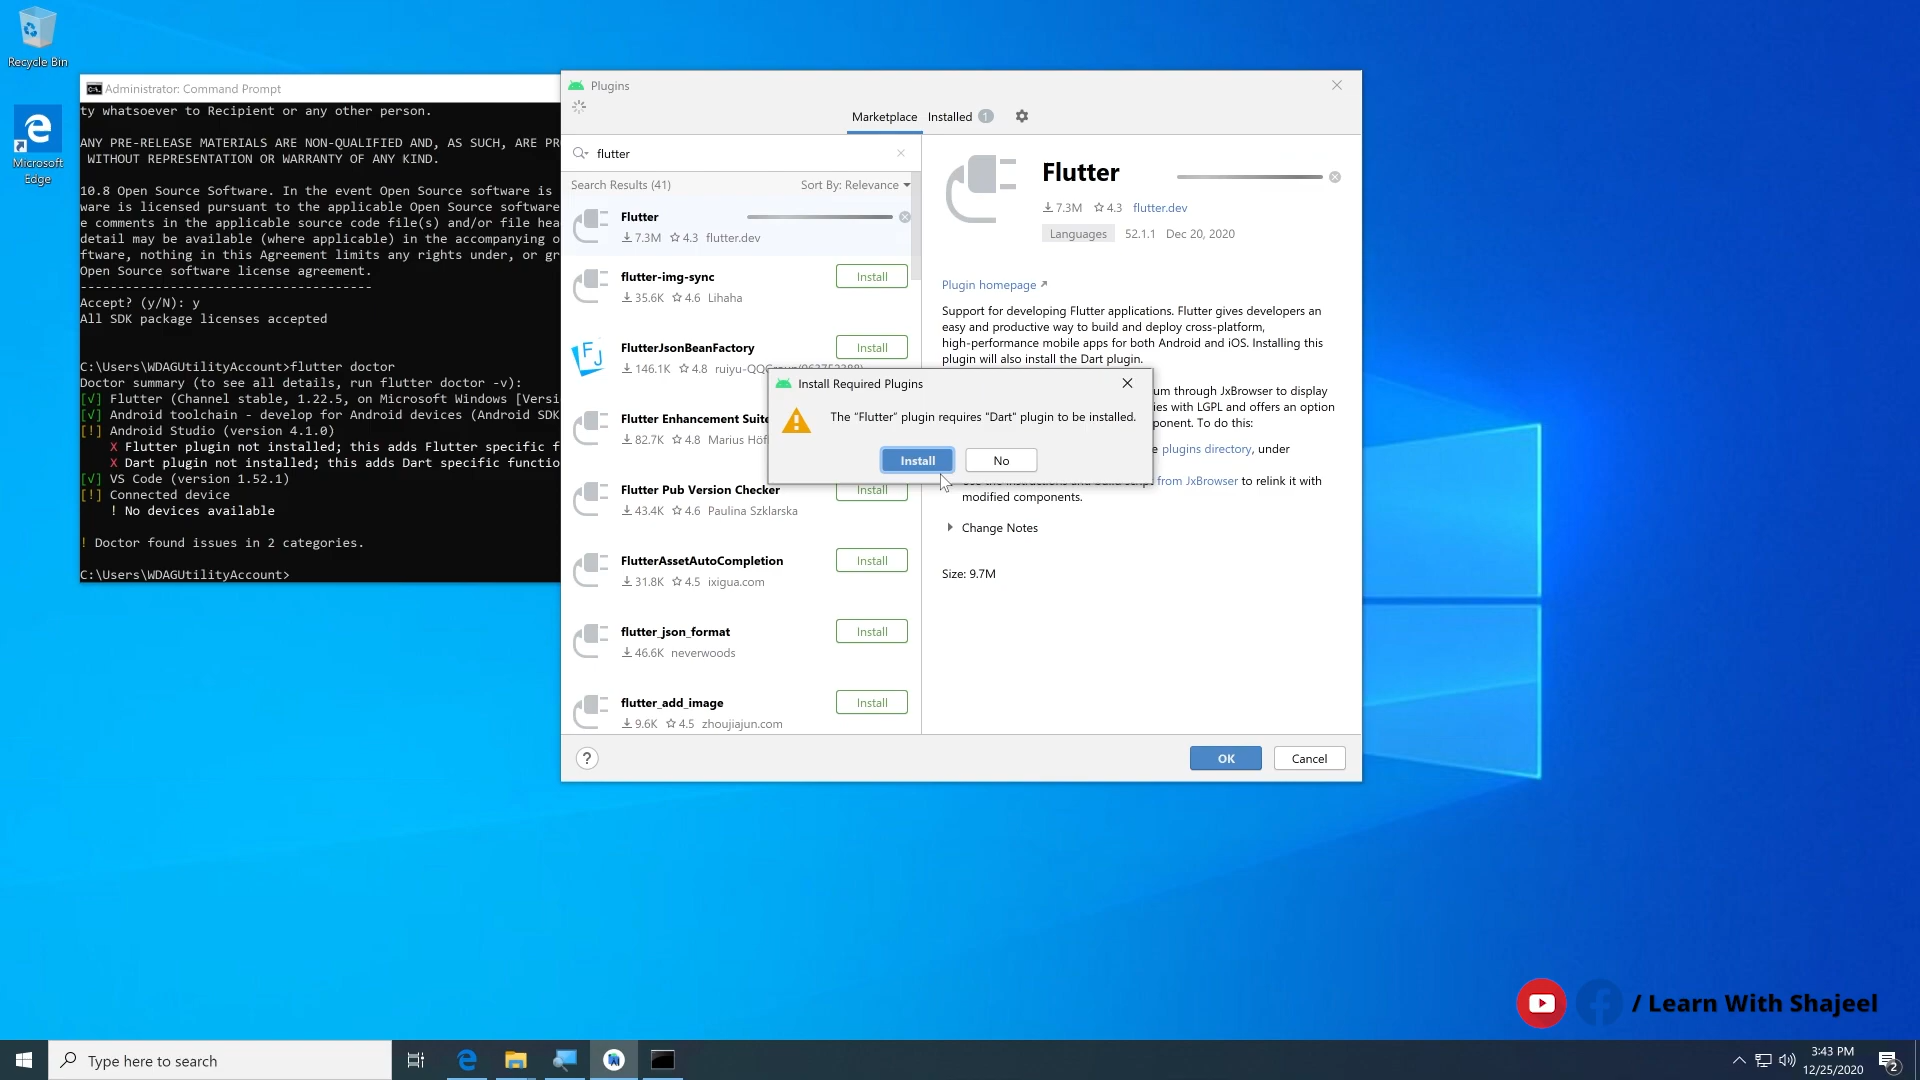 Recycle Bin
Microsoft
Edge
Administrator: Command Prompt
ty whatsoever to Recipient or any other person.
ANY PRE-RELEASE MATERIALS ARE NON-QUALIFIED AND, AS SUCH, ARE PR
WITHOUT REPRESENTATION OR WARRANTY OF ANY KIND.
10.8 Open Source Software. In the event Open Source software is
ware is licensed pursuant to the applicable Open Source software
e comments in the applicable source code file(s) and/or file hea
detail may be available (where applicable) in the accompanying o
ftware, nothing in this Agreement limits any rights under, or gr
Open Source software license agreement.
---------------------------------------
Accept? (y/N): y
All SDK package licenses accepted
C:\Users\WDAGUtilityAccount>flutter doctor
Doctor summary (to see all details, run flutter doctor -v):
[√] Flutter (Channel stable, 1.22.5, on Microsoft Windows [Versi
[√] Android toolchain - develop for Android devices (Android SDK
[!] Android Studio (version 4.1.0)
X Flutter plugin not installed; this adds Flutter specific f
X Dart plugin not installed; this adds Dart specific functio
[√] VS Code (version 1.52.1)
[!] Connected device
! No devices available
! Doctor found issues in 2 categories.
C:\Users\WDAGUtilityAccount>
Plugins
Marketplace Installed 1
flutter
Search Results (41) Sort By: Relevance
Flutter
7.3M 4.3 flutter.dev
flutter-img-sync Install
35.6K 4.6 Lihaha
FlutterJsonBeanFactory Install
146.1K 4.8
Flutter Enhancement Suite
82.7K 4.8 Marius Höf
Flutter Pub Version Checker Install
43.4K 4.6 Paulina Szklarska
FlutterAssetAutoCompletion Install
31.8K 4.5 ixigua.com
flutter_json_format Install
46.6K neverwoods
flutter_add_image Install
9.6K 4.5 zhoujiajun.com
Flutter
7.3M 4.3 flutter.dev
Languages 52.1.1 Dec 20, 2020
Plugin homepage
Support for developing Flutter applications. Flutter gives developers an
easy and productive way to build and deploy cross-platform,
high-performance mobile apps for both Android and iOS. Installing this
plugin will also install the Dart plugin.
um through JxBrowser to display
ies with LGPL and offers an option
ponent. To do this:
e plugins directory, under
from JxBrowser to relink it with
modified components.
Change Notes
Size: 9.7M
Install Required Plugins
The "Flutter" plugin requires "Dart" plugin to be installed.
Install No
? OK Cancel
/ Learn With Shajeel
Type here to search
3:43 PM
12/25/2020
2